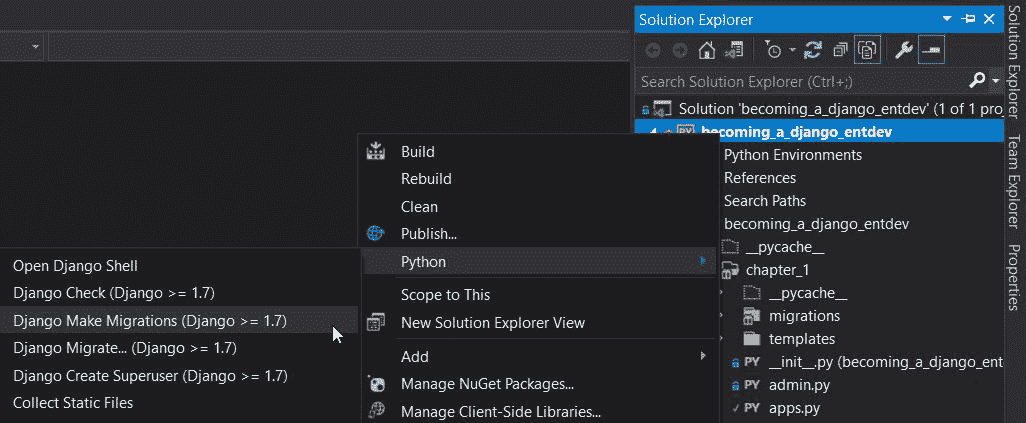 Solution Explorer
Search Solution Explorer (Ctrl+;)
Solution 'becoming_a_django_entdev' (1 of 1 pro
becoming_a_django_entdev
Python Environments
References
Search Paths
becoming_a_django_entdev
__pycache__
chapter_1
__pycache__
migrations
templates
__init__.py (becoming_a_django_ent
PY admin.py
PY apps.py
Build
Rebuild
Clean
Publish...
Python
Scope to This
New Solution Explorer View
Add
Manage NuGet Packages...
Manage Client-Side Libraries...
Open Django Shell
Django Check (Django >= 1.7)
Django Make Migrations (Django >= 1.7)
Django Migrate... (Django >= 1.7)
Django Create Superuser (Django >= 1.7)
Collect Static Files
Solution Explorer
Team Explorer
Properties